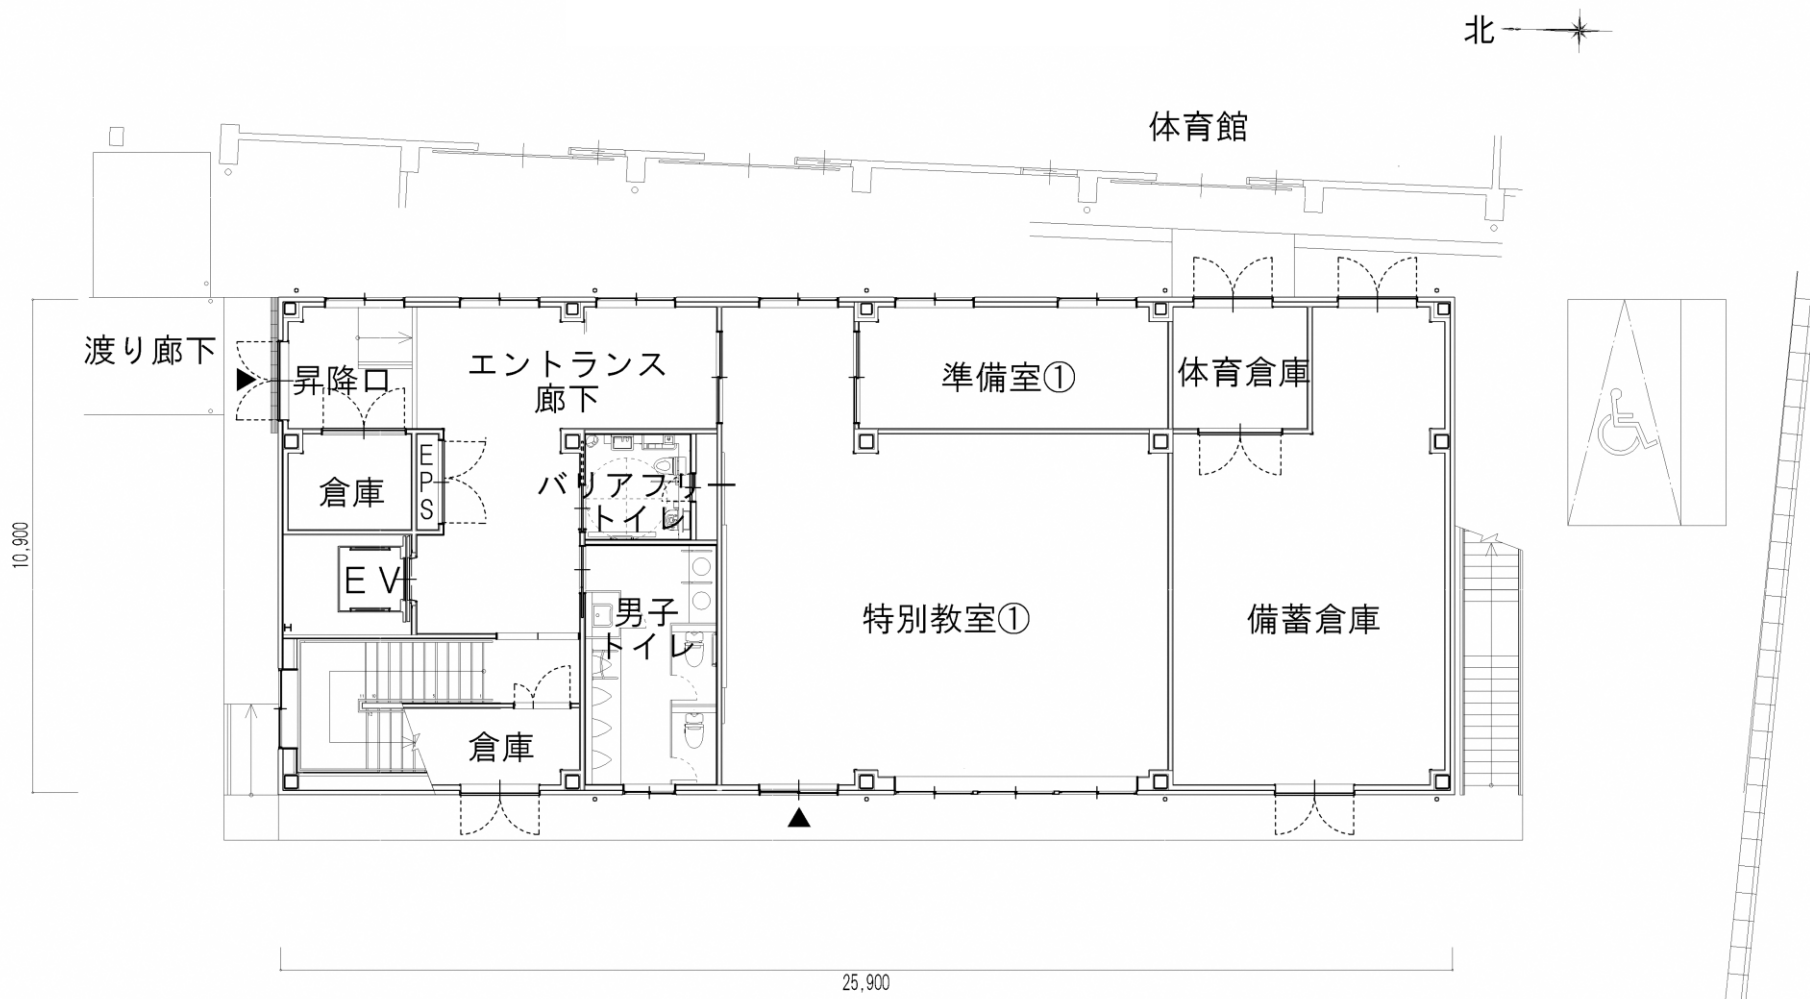 北
体育館
渡り廊下
昇降口
エントランス
廊下
準備室①
体育倉庫
倉庫
EPS
バリアフリー
トイレ
EV
男子
トイレ
特別教室①
備蓄倉庫
倉庫
10,900
25,900